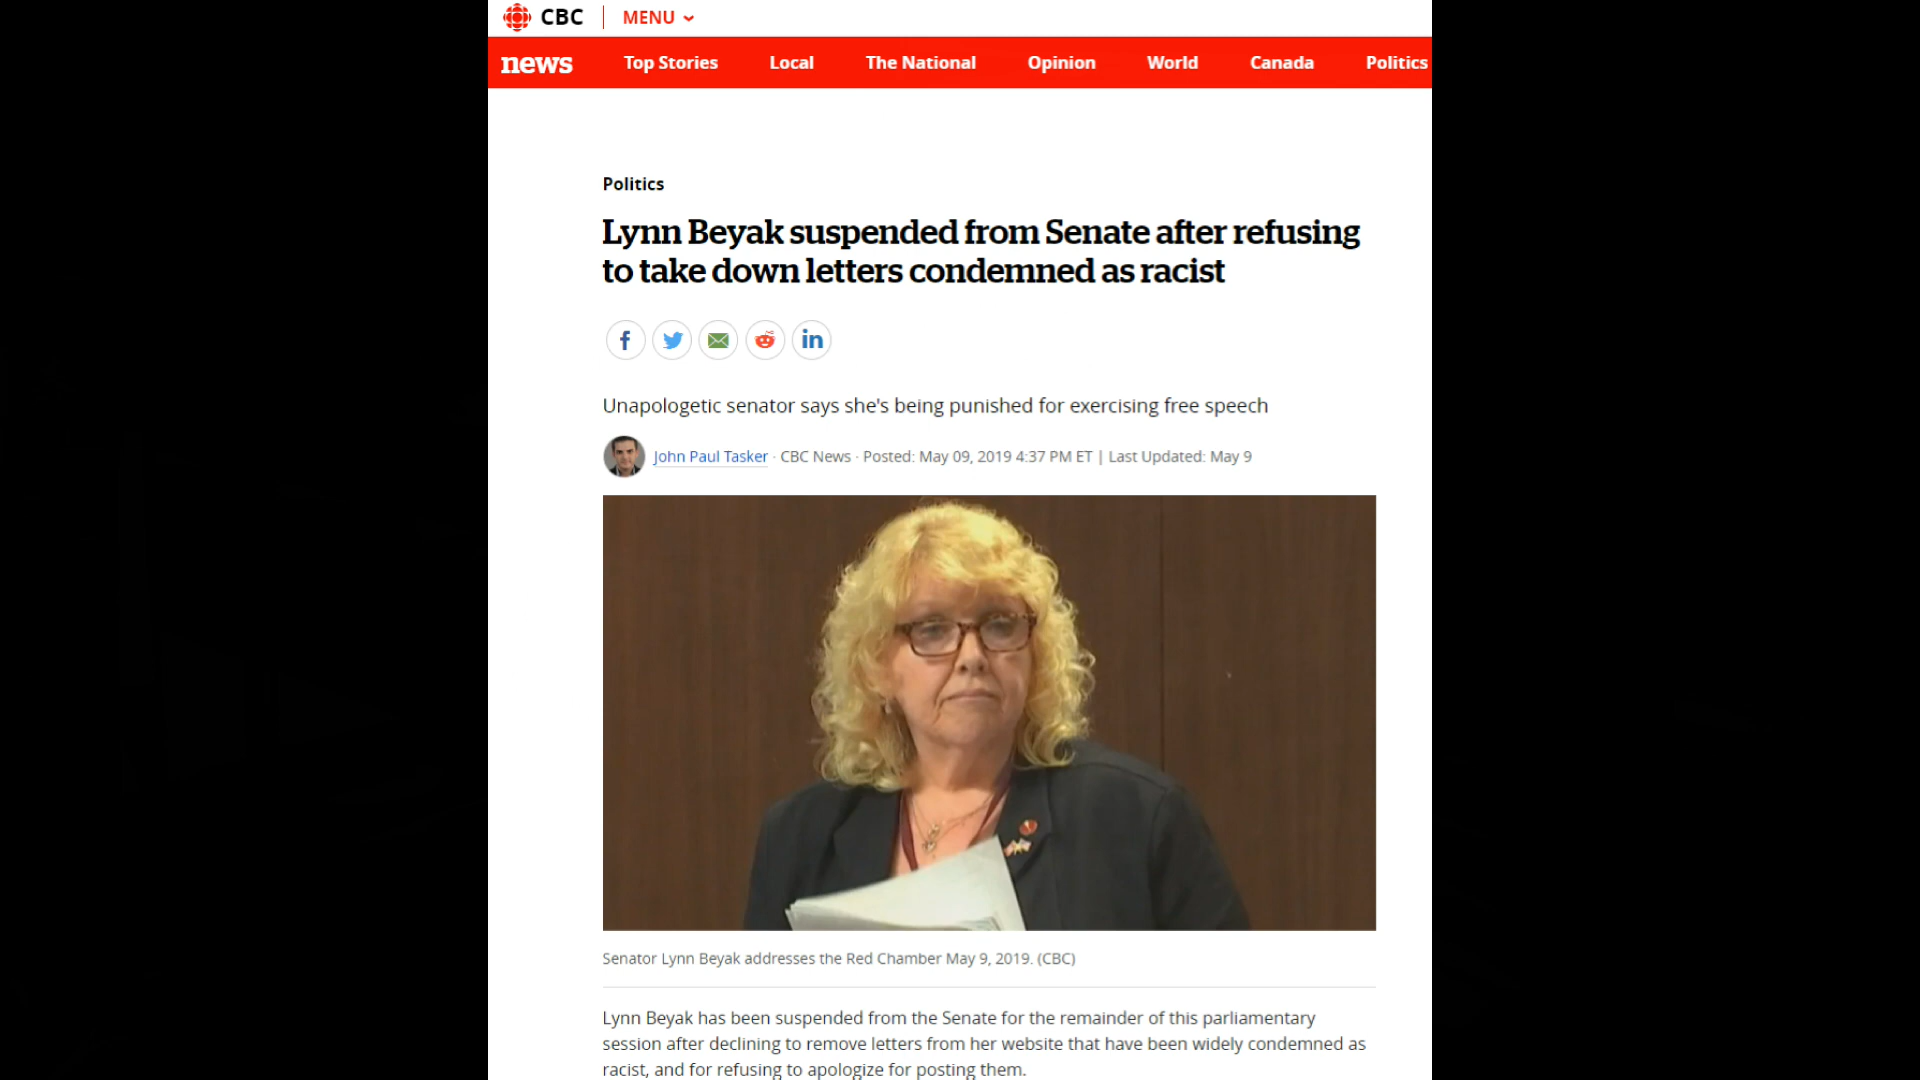 CBC MENU
news Top Stories Local The National Opinion World Canada Politics
Politics
Lynn Beyak suspended from Senate after refusing
to take down letters condemned as racist
Unapologetic senator says she's being punished for exercising free speech
John Paul Tasker · CBC News · Posted: May 09, 2019 4:37 PM ET | Last Updated: May 9
Senator Lynn Beyak addresses the Red Chamber May 9, 2019. (CBC)
Lynn Beyak has been suspended from the Senate for the remainder of this parliamentary
session after declining to remove letters from her website that have been widely condemned as
racist, and for refusing to apologize for posting them.